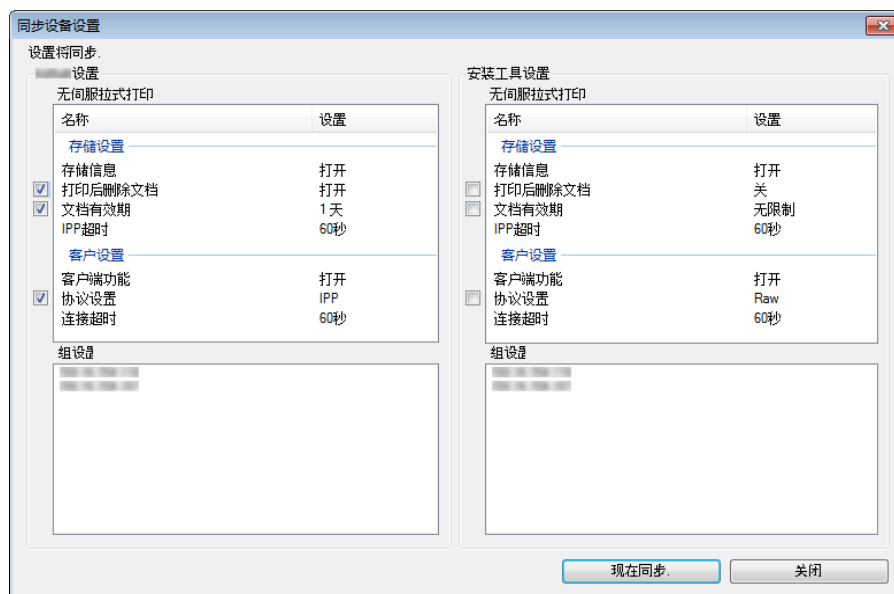 同步设备设置
设置将同步.
设置
无伺服拉式打印
名称 设置
存储设置
存储信息 打开
打印后删除文档 打开
文档有效期 1 天
IPP超时 60秒
客户设置
客户端功能 打开
协议设置 IPP
连接超时 60秒
组设置
安装工具设置
无伺服拉式打印
名称 设置
存储设置
存储信息 打开
打印后删除文档 关
文档有效期 无限制
IPP超时 60秒
客户设置
客户端功能 打开
协议设置 Raw
连接超时 60秒
组设置
现在同步.
关闭